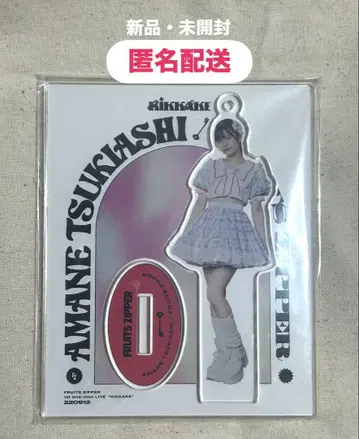 新品・未開封
匿名配送
KIKKAKE
AMANE TSUKIASHI
FRUITS ZIPPER
FRUITS ZIPPER
1st One-man LIVE "KIKKAKE"
220912